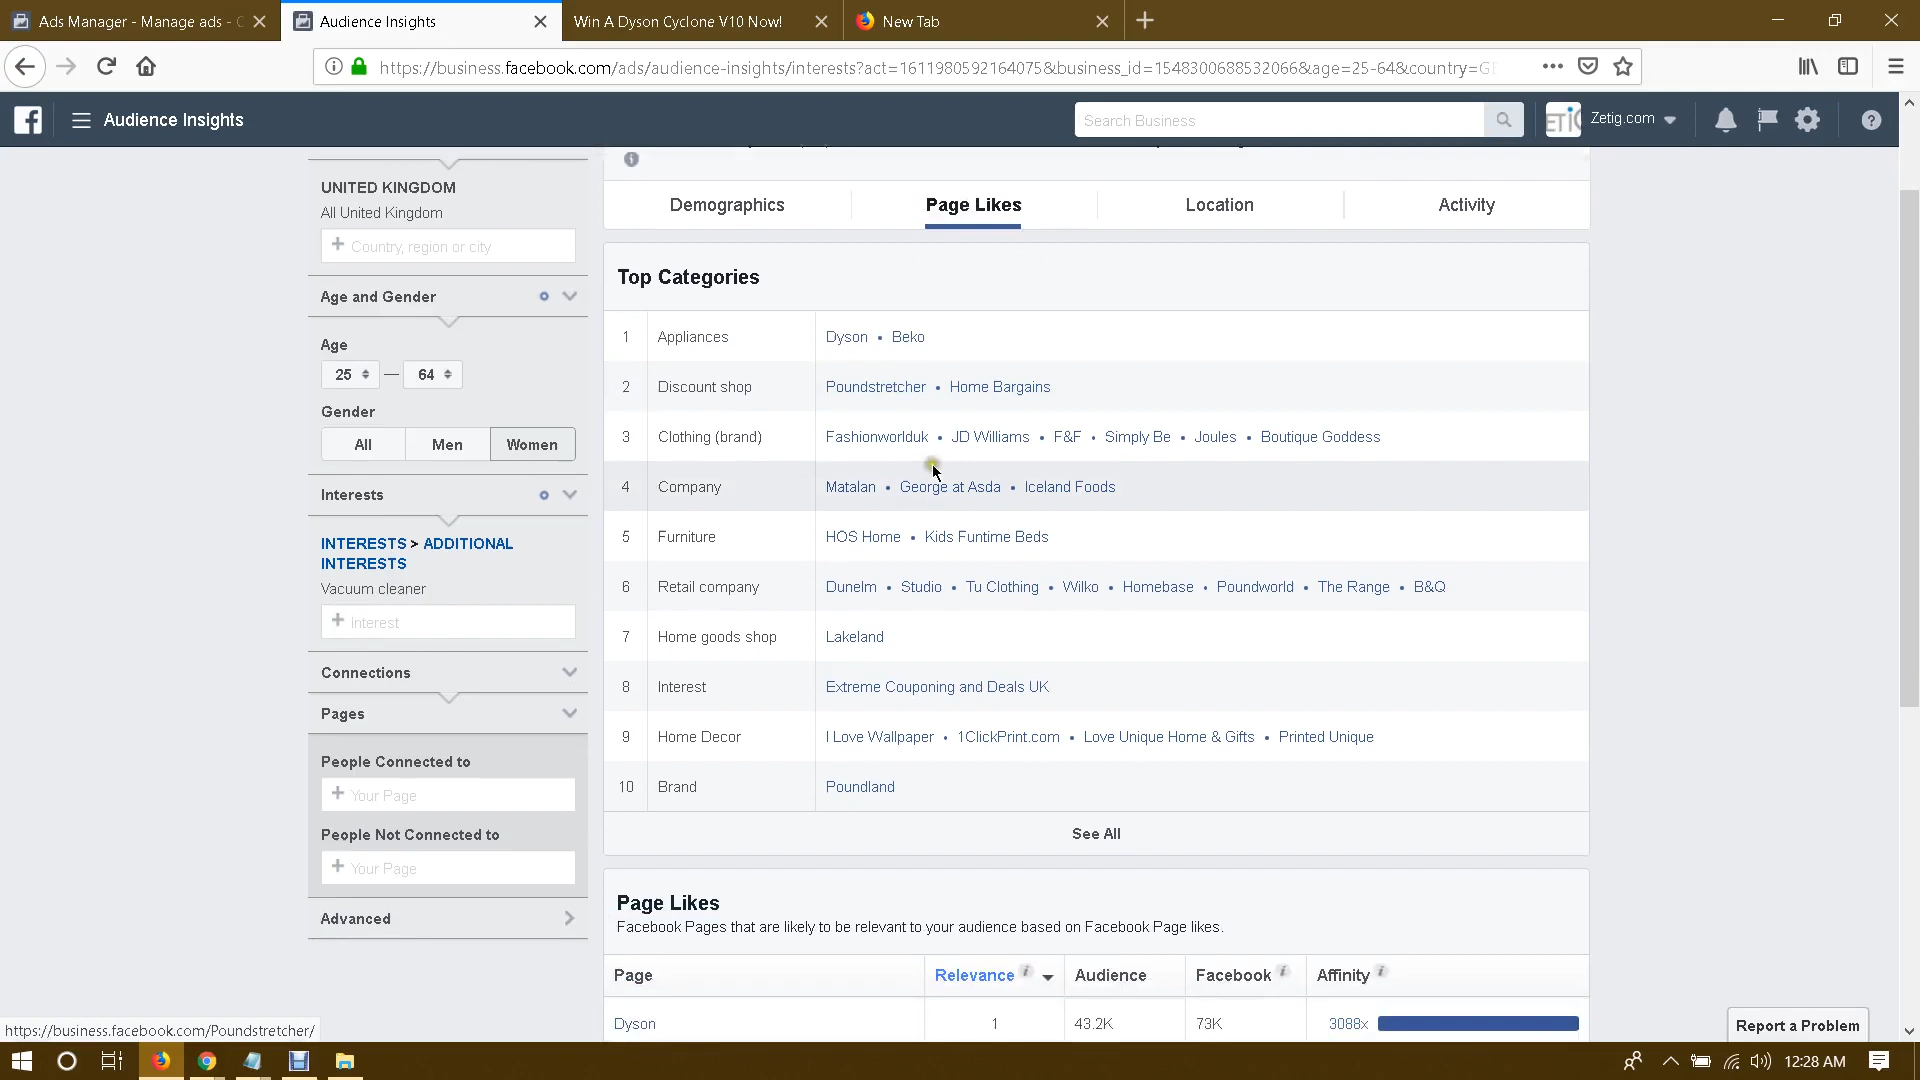 Ads Manager - Manage ads - C
Audience Insights
Win A Dyson Cyclone V10 Now!
New Tab
https://business.facebook.com/ads/audience-insights/interests?act=1611980592164075&business_id=1548300688532066&age=25-64&country=GB
Audience Insights
Search Business
ETIG
Zetig.com
UNITED KINGDOM
All United Kingdom
+ Country, region or city
Age and Gender
Age
25 — 64
Gender
All Men Women
Interests
INTERESTS > ADDITIONAL
INTERESTS
Vacuum cleaner
+ Interest
Connections
Pages
People Connected to
+ Your Page
People Not Connected to
+ Your Page
Advanced
Demographics Page Likes Location Activity
Top Categories
1 Appliances Dyson • Beko
2 Discount shop Poundstretcher • Home Bargains
3 Clothing (brand) Fashionworlduk • JD Williams • F&F • Simply Be • Joules • Boutique Goddess
4 Company Matalan • George at Asda • Iceland Foods
5 Furniture HOS Home • Kids Funtime Beds
6 Retail company Dunelm • Studio • Tu Clothing • Wilko • Homebase • Poundworld • The Range • B&Q
7 Home goods shop Lakeland
8 Interest Extreme Couponing and Deals UK
9 Home Decor I Love Wallpaper • 1ClickPrint.com • Love Unique Home & Gifts • Printed Unique
10 Brand Poundland
See All
Page Likes
Facebook Pages that are likely to be relevant to your audience based on Facebook Page likes.
Page Relevance Audience Facebook Affinity
Dyson 1 43.2K 73K 3088x
Report a Problem
https://business.facebook.com/Poundstretcher/
12:28 AM